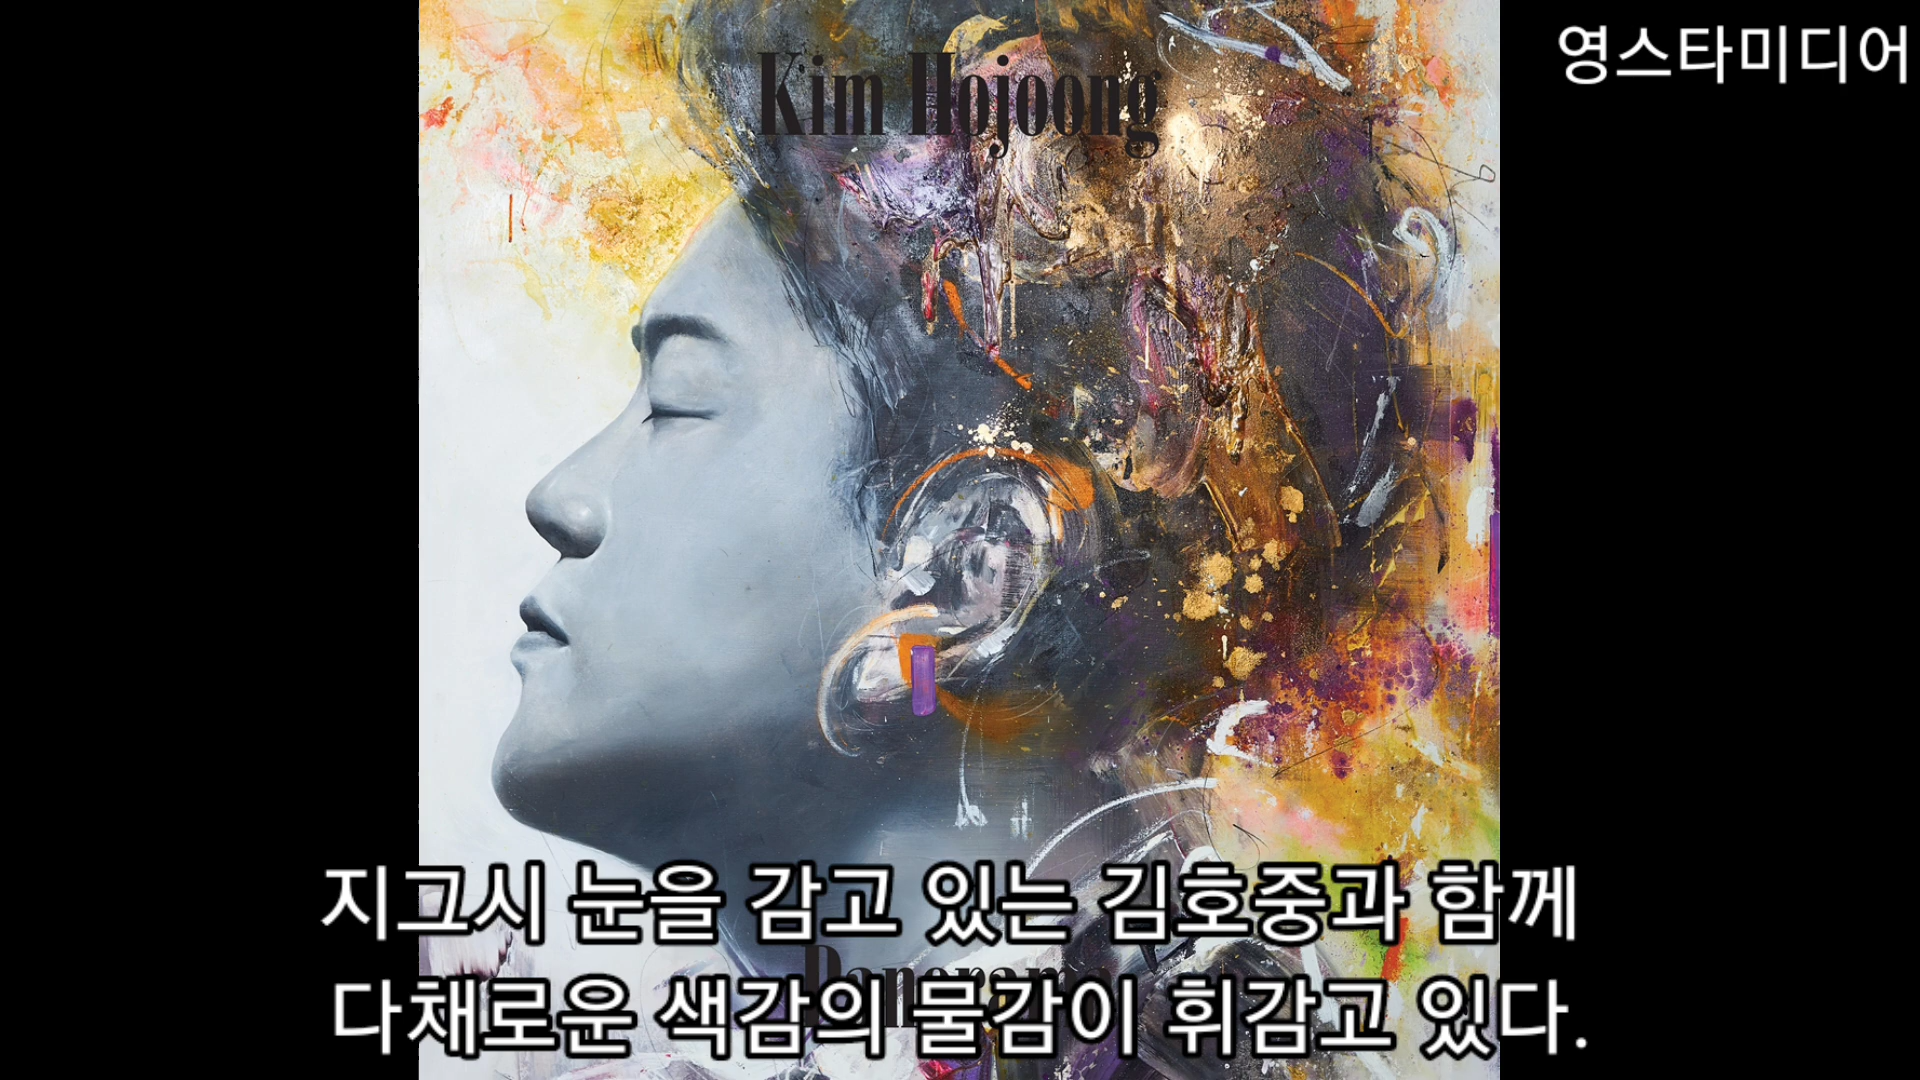 영스타미디어
Kim Hojoong
지그시 눈을 감고 있는 김호중과 함께
Panorama
다채로운 색감의 물감이 휘감고 있다.